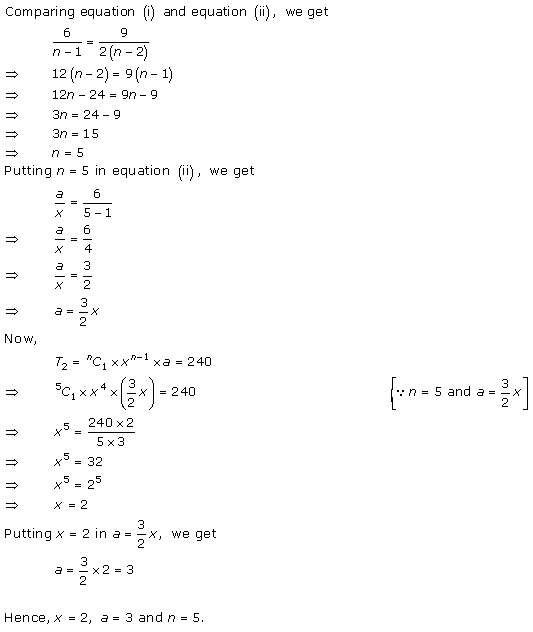 Comparing equation (i) and equation (ii), we get
6/(n−1) = 9/(2(n−2))
⇒ 12(n−2) = 9(n−1)
⇒ 12n − 24 = 9n − 9
⇒ 3n = 24 − 9
⇒ 3n = 15
⇒ n = 5
Putting n = 5 in equation (ii), we get
a/x = 6/(5−1)
⇒ a/x = 6/4
⇒ a/x = 3/2
⇒ a = 3/2 x
Now,
T₂ = ⁿC₁ × xⁿ⁻¹ × a = 240
⇒ ⁵C₁ × x⁴ × (3/2 x) = 240 [∵ n = 5 and a = 3/2 x]
⇒ x⁵ = (240 × 2)/(5 × 3)
⇒ x⁵ = 32
⇒ x⁵ = 2⁵
⇒ x = 2
Putting x = 2 in a = 3/2 x, we get
a = 3/2 × 2 = 3
Hence, x = 2, a = 3 and n = 5.